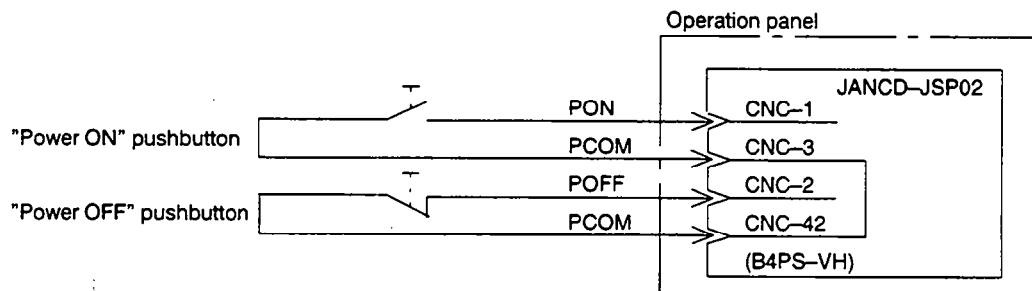 Operation panel
JANCD–JSP02
PON CNC–1
"Power ON" pushbutton
PCOM CNC–3
POFF CNC–2
"Power OFF" pushbutton
PCOM CNC–42
(B4PS–VH)